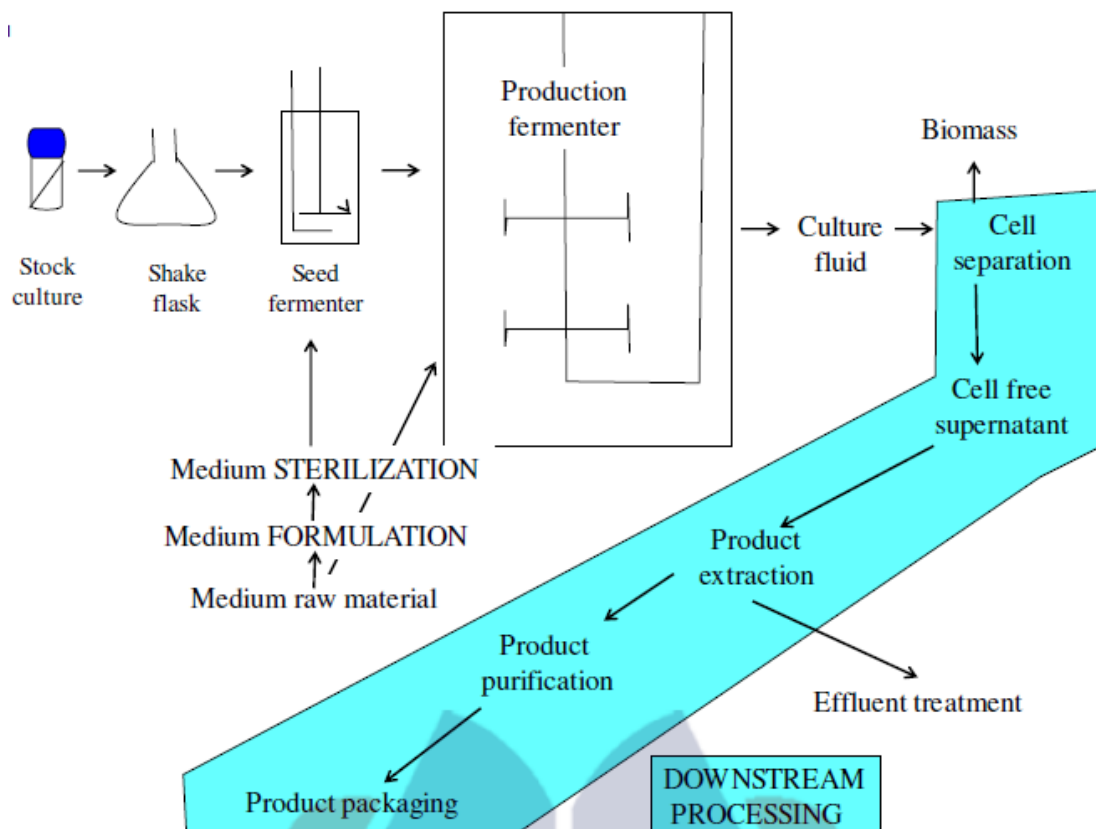 Production
fermenter
Biomass
Stock
culture
Shake
flask
Seed
fermenter
Culture
fluid
Cell
separation
Cell free
supernatant
Medium STERILIZATION
Medium FORMULATION
Medium raw material
Product
extraction
Product
purification
Effluent treatment
Product packaging
DOWNSTREAM
PROCESSING